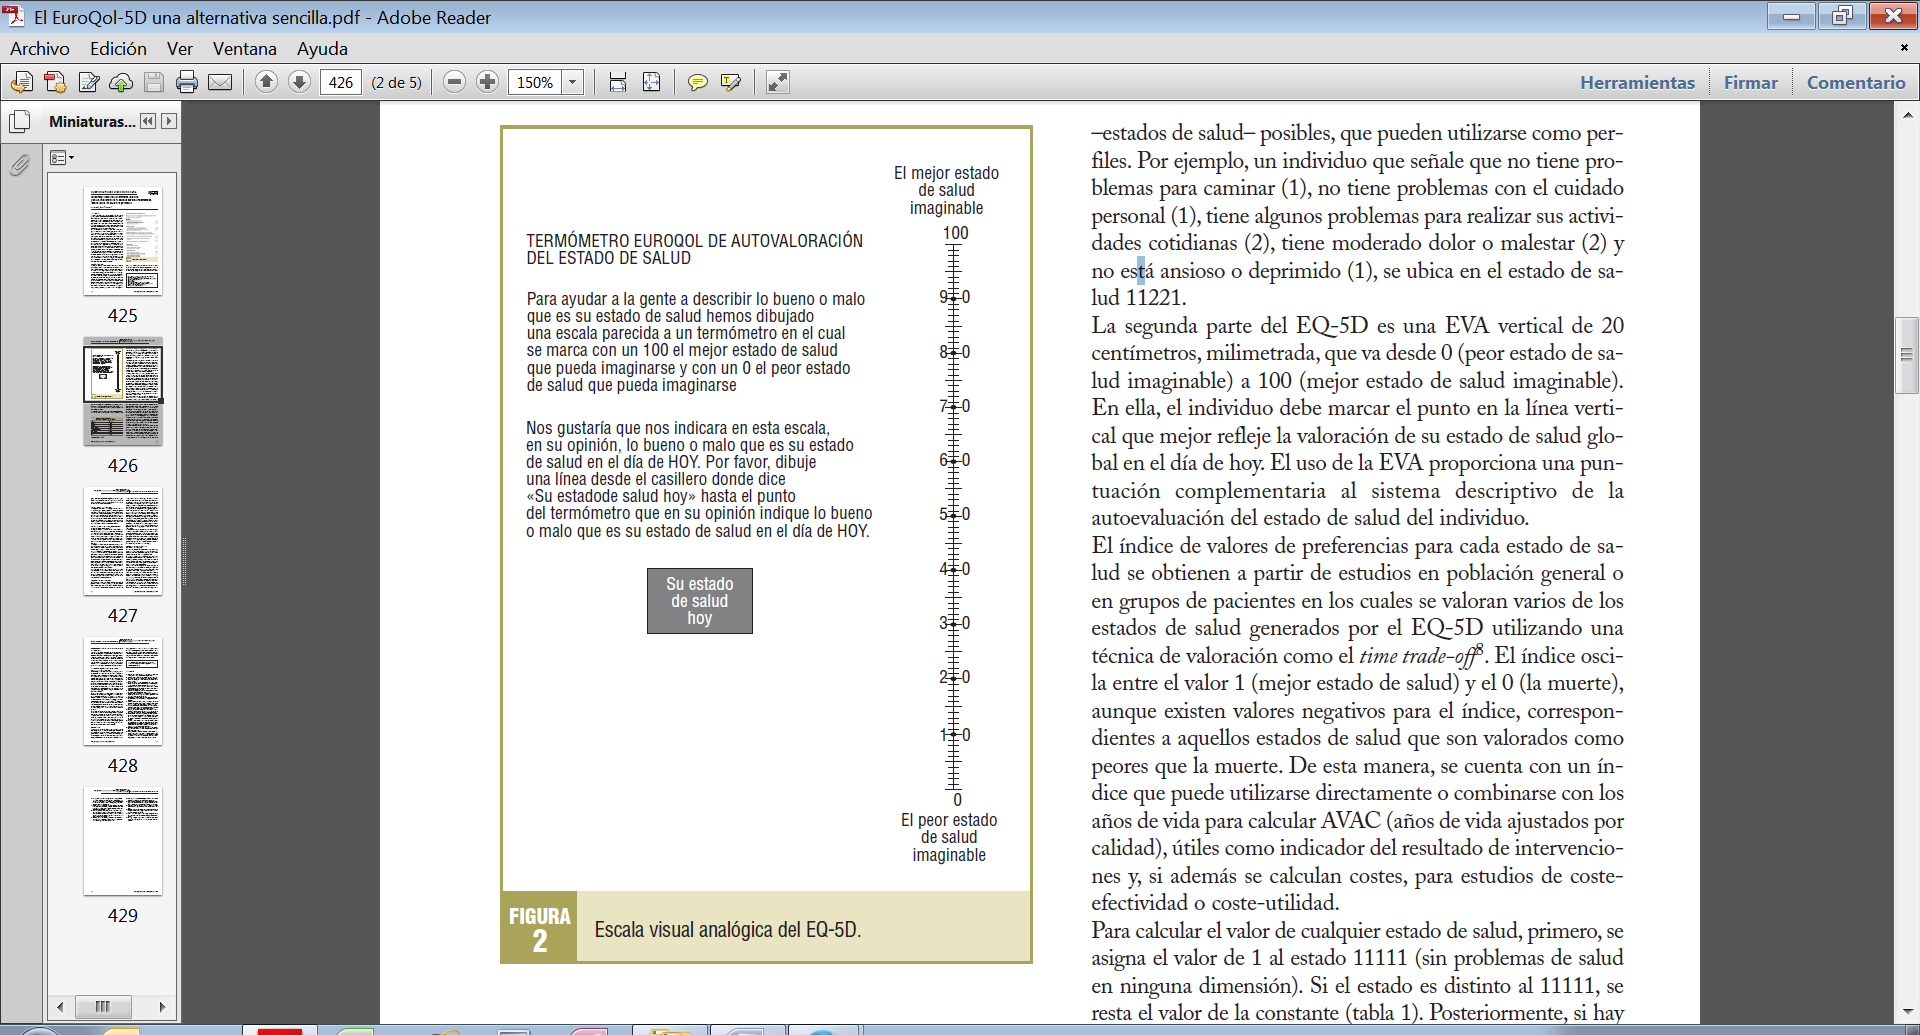 El EuroQol-5D una alternativa sencilla.pdf - Adobe Reader
Archivo Edición Ver Ventana Ayuda
426 (2 de 5) 150% Herramientas Firmar Comentario
Miniaturas...
425
426
427
428
429
El mejor estado
de salud
imaginable
TERMÓMETRO EUROQOL DE AUTOVALORACIÓN
DEL ESTADO DE SALUD
Para ayudar a la gente a describir lo bueno o malo
que es su estado de salud hemos dibujado
una escala parecida a un termómetro en el cual
se marca con un 100 el mejor estado de salud
que pueda imaginarse y con un 0 el peor estado
de salud que pueda imaginarse
Nos gustaría que nos indicara en esta escala,
en su opinión, lo bueno o malo que es su estado
de salud en el día de HOY. Por favor, dibuje
una línea desde el casillero donde dice
«Su estadode salud hoy» hasta el punto
del termómetro que en su opinión indique lo bueno
o malo que es su estado de salud en el día de HOY.
Su estado
de salud
hoy
100
9 0
8 0
7 0
6 0
5 0
4 0
3 0
2 0
1 0
0
El peor estado
de salud
imaginable
FIGURA
2
Escala visual analógica del EQ-5D.
–estados de salud– posibles, que pueden utilizarse como per-
files. Por ejemplo, un individuo que señale que no tiene pro-
blemas para caminar (1), no tiene problemas con el cuidado
personal (1), tiene algunos problemas para realizar sus activi-
dades cotidianas (2), tiene moderado dolor o malestar (2) y
no está ansioso o deprimido (1), se ubica en el estado de sa-
lud 11221.
La segunda parte del EQ-5D es una EVA vertical de 20
centímetros, milimetrada, que va desde 0 (peor estado de sa-
lud imaginable) a 100 (mejor estado de salud imaginable).
En ella, el individuo debe marcar el punto en la línea verti-
cal que mejor refleje la valoración de su estado de salud glo-
bal en el día de hoy. El uso de la EVA proporciona una pun-
tuación complementaria al sistema descriptivo de la
autoevaluación del estado de salud del individuo.
El índice de valores de preferencias para cada estado de sa-
lud se obtienen a partir de estudios en población general o
en grupos de pacientes en los cuales se valoran varios de los
estados de salud generados por el EQ-5D utilizando una
técnica de valoración como el time trade-off8. El índice osci-
la entre el valor 1 (mejor estado de salud) y el 0 (la muerte),
aunque existen valores negativos para el índice, correspon-
dientes a aquellos estados de salud que son valorados como
peores que la muerte. De esta manera, se cuenta con un ín-
dice que puede utilizarse directamente o combinarse con los
años de vida para calcular AVAC (años de vida ajustados por
calidad), útiles como indicador del resultado de intervencio-
nes y, si además se calculan costes, para estudios de coste-
efectividad o coste-utilidad.
Para calcular el valor de cualquier estado de salud, primero, se
asigna el valor de 1 al estado 11111 (sin problemas de salud
en ninguna dimensión). Si el estado es distinto al 11111, se
resta el valor de la constante (tabla 1). Posteriormente, si hay